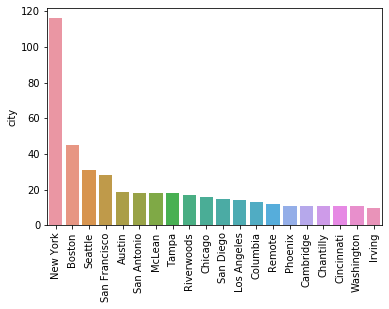 120
100
80
60
40
20
0
city
New York
Boston
Seattle
San Francisco
Austin
San Antonio
McLean
Tampa
Riverwoods
Chicago
San Diego
Los Angeles
Columbia
Remote
Phoenix
Cambridge
Chantilly
Cincinnati
Washington
Irving